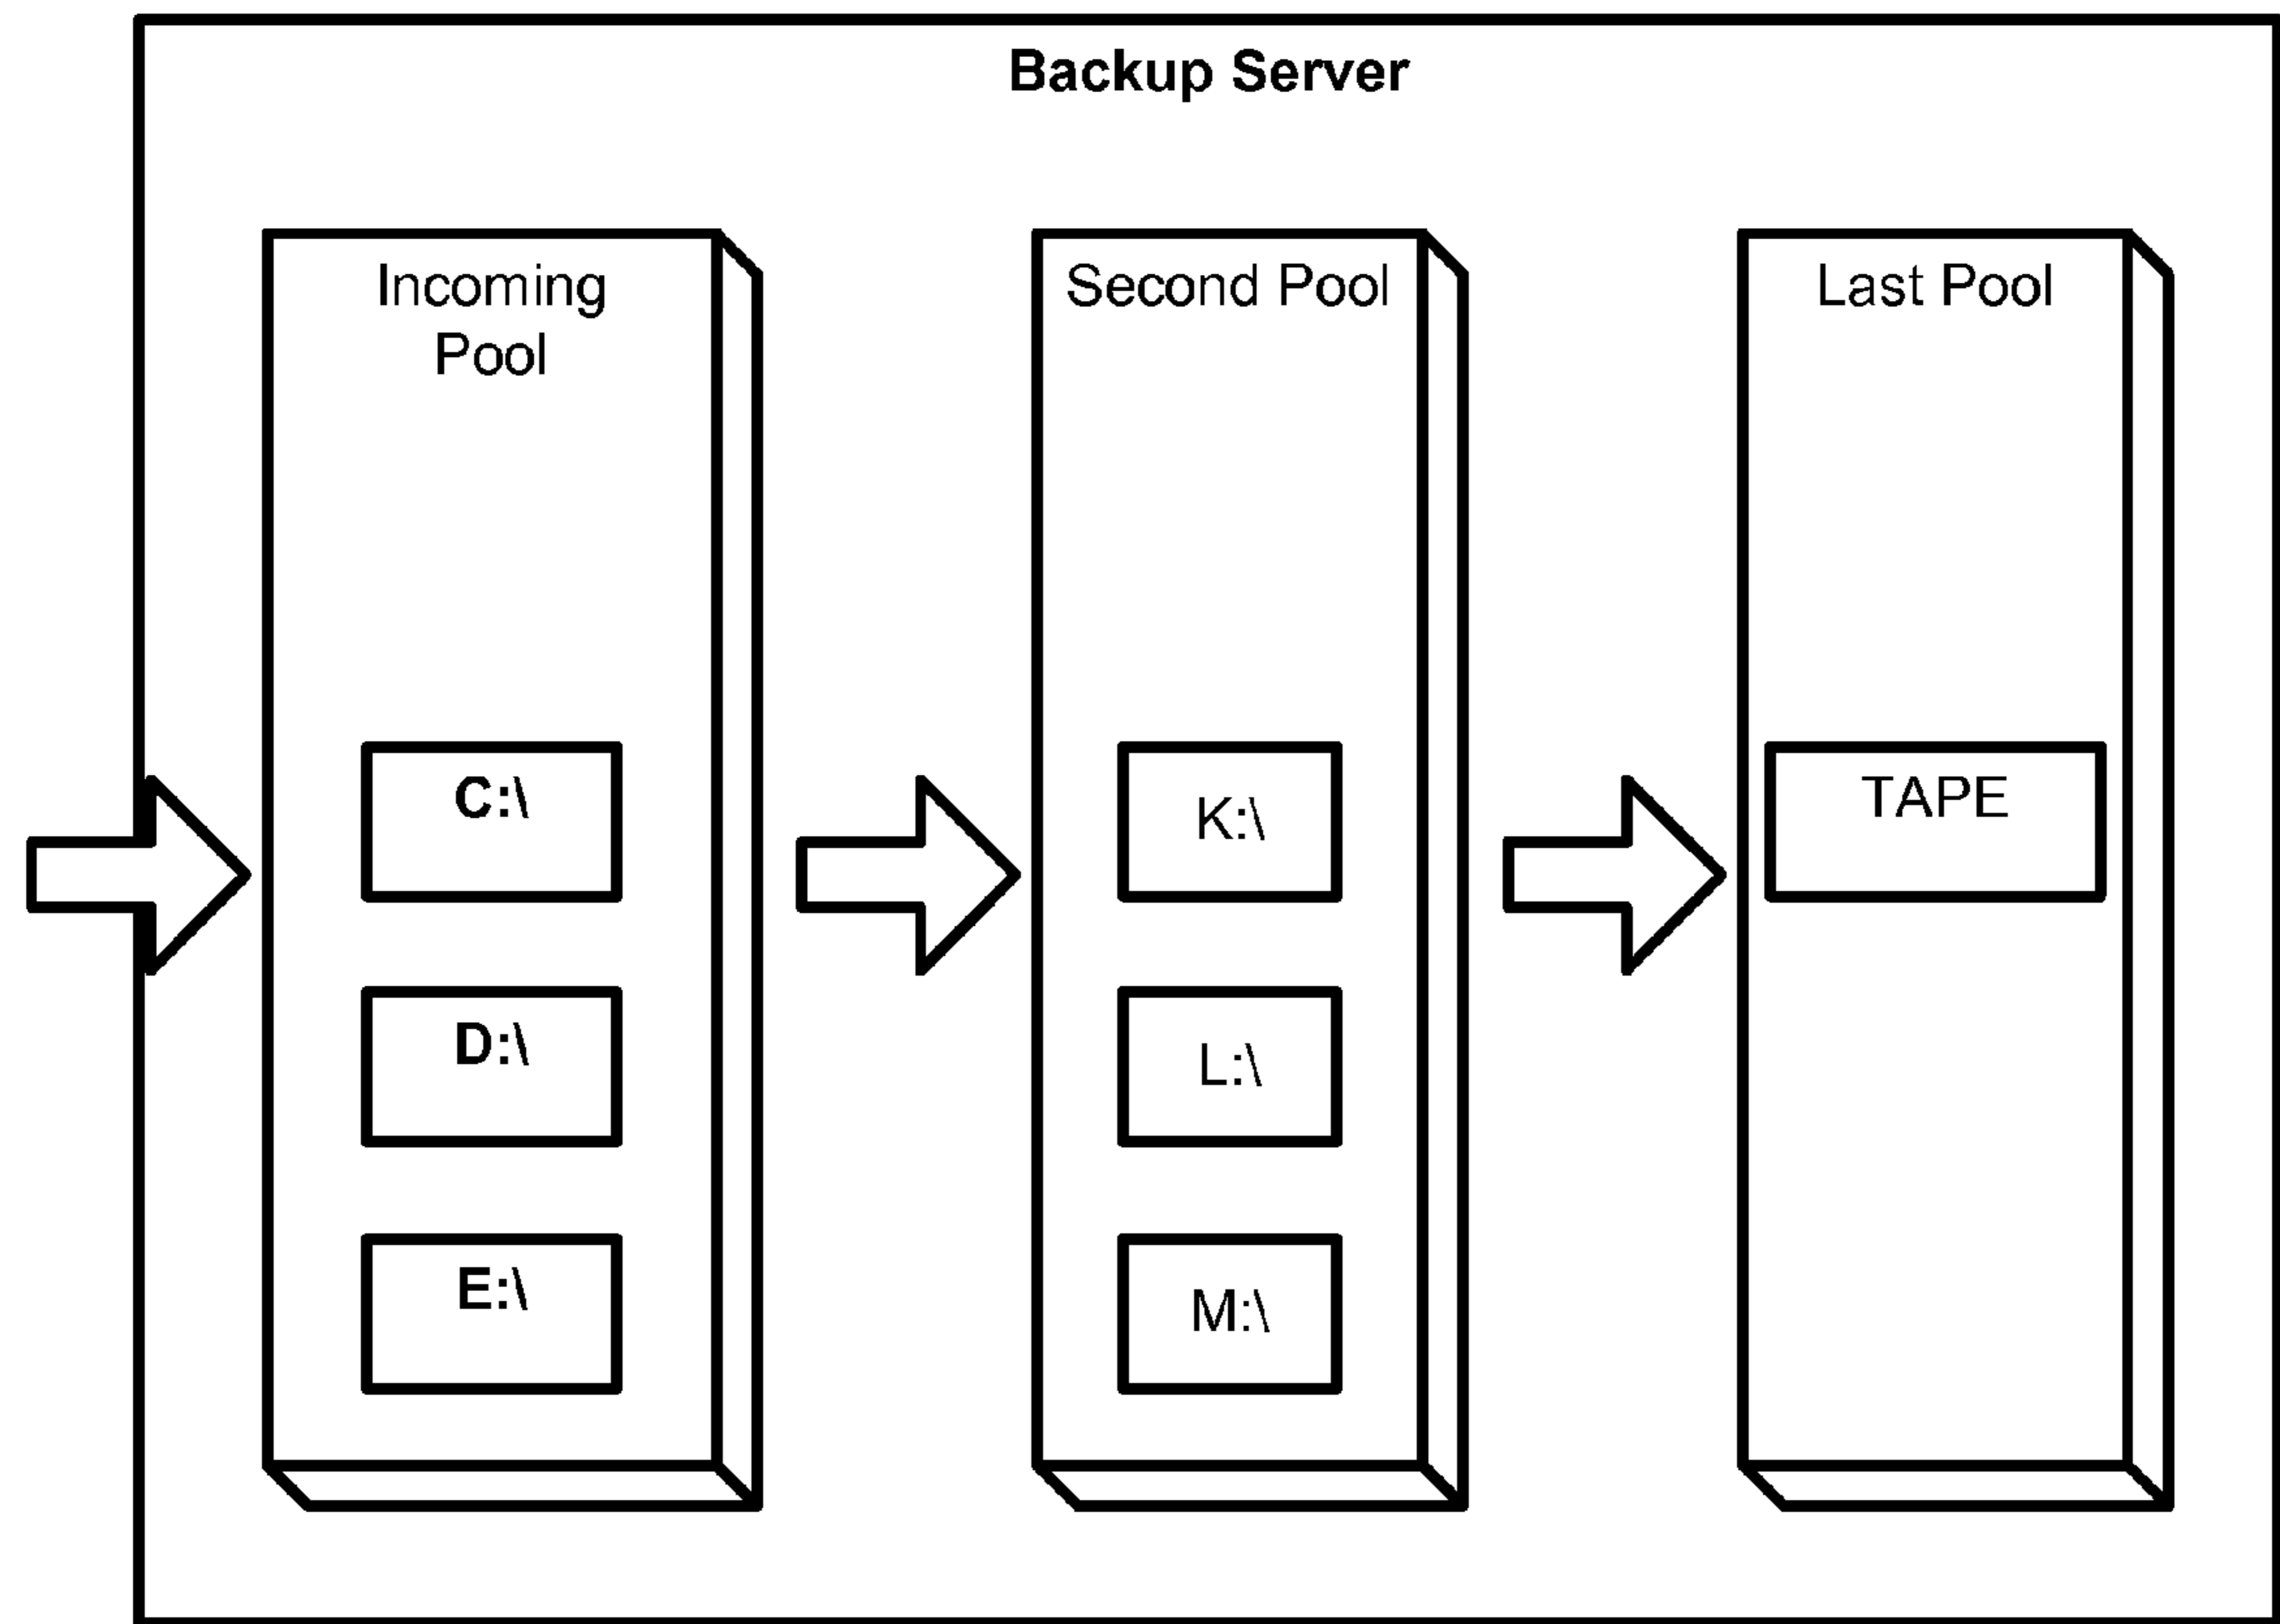 Backup Server
Incoming
Pool
C:\
D:\
E:\
Second Pool
K:\
L:\
M:\
Last Pool
TAPE